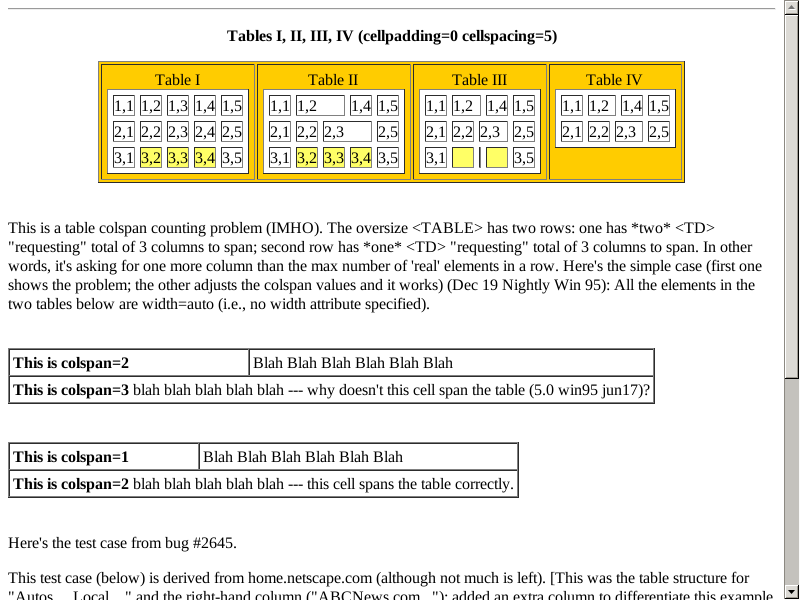 Tables I, II, III, IV (cellpadding=0 cellspacing=5)
Table I Table II Table III Table IV
1,1 1,2 1,3 1,4 1,5 1,1 1,2 1,4 1,5 1,1 1,2 1,4 1,5 1,1 1,2 1,4 1,5
2,1 2,2 2,3 2,4 2,5 2,1 2,2 2,3 2,5 2,1 2,2 2,3 2,5 2,1 2,2 2,3 2,5
3,1 3,2 3,3 3,4 3,5 3,1 3,2 3,3 3,4 3,5 3,1 3,5
This is a table colspan counting problem (IMHO). The oversize <TABLE> has two rows: one has *two* <TD>
"requesting" total of 3 columns to span; second row has *one* <TD> "requesting" total of 3 columns to span. In other
words, it's asking for one more column than the max number of 'real' elements in a row. Here's the simple case (first one
shows the problem; the other adjusts the colspan values and it works) (Dec 19 Nightly Win 95): All the elements in the
two tables below are width=auto (i.e., no width attribute specified).
This is colspan=2 Blah Blah Blah Blah Blah Blah
This is colspan=3 blah blah blah blah blah --- why doesn't this cell span the table (5.0 win95 jun17)?
This is colspan=1 Blah Blah Blah Blah Blah Blah
This is colspan=2 blah blah blah blah blah --- this cell spans the table correctly.
Here's the test case from bug #2645.
This test case (below) is derived from home.netscape.com (although not much is left). [This was the table structure for
"Autos ... Local..." and the right-hand column ("ABCNews.com..."); added an extra column to differentiate this example